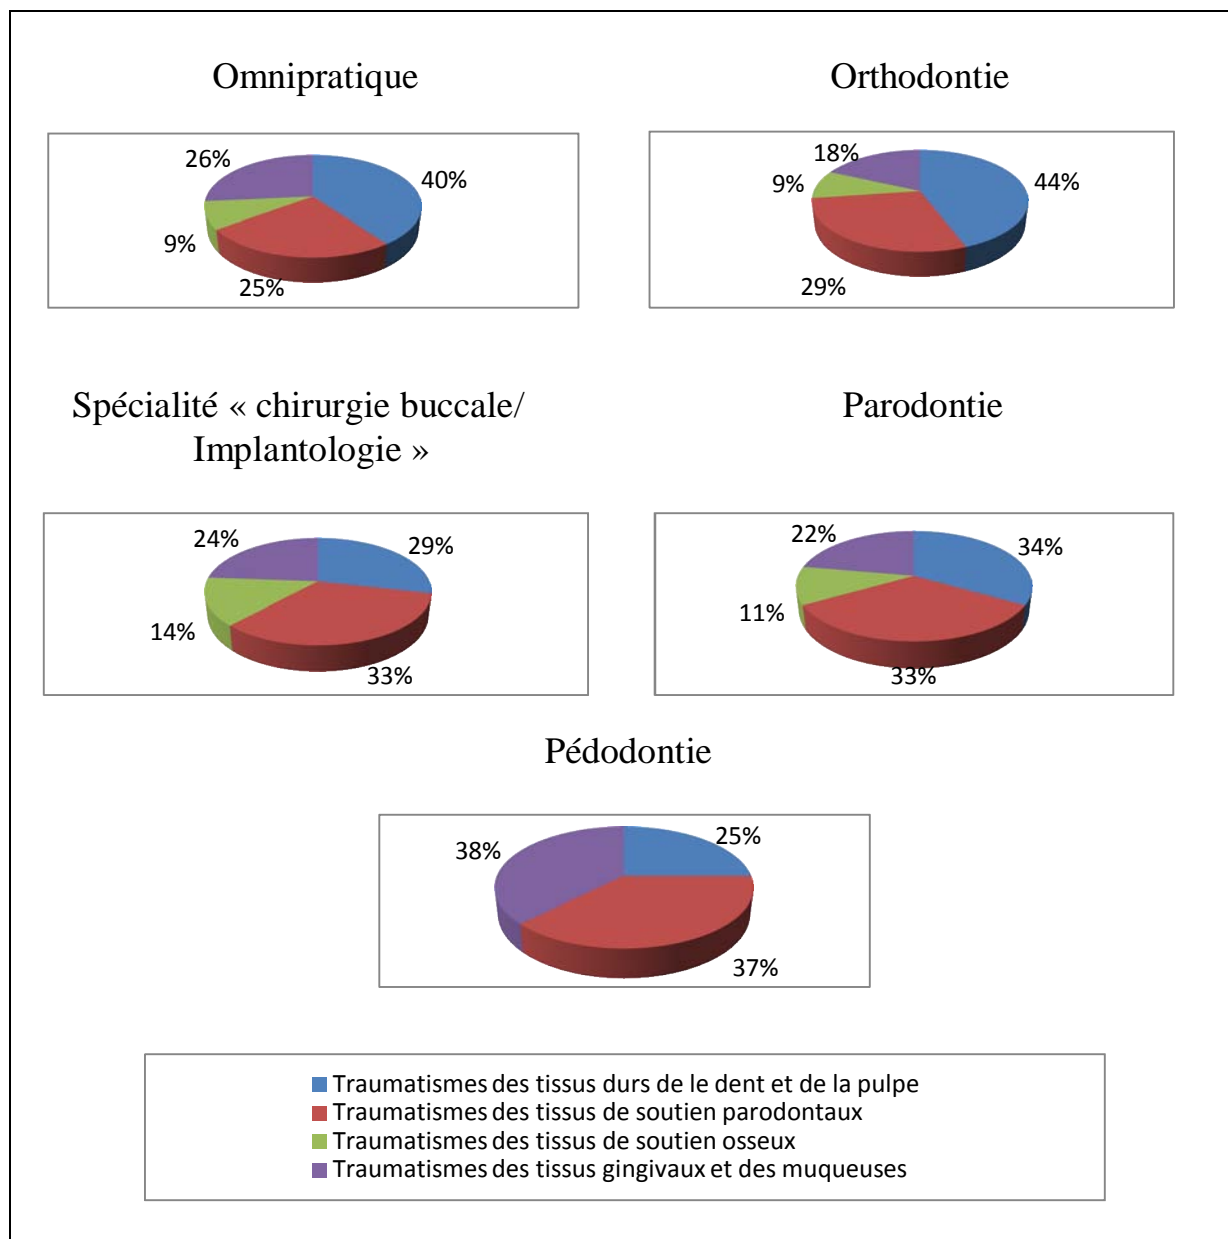 Omnipratique
26%
40%
9%
25%
Orthodontie
18%
44%
9%
29%
Spécialité « chirurgie buccale/
Implantologie »
24%
29%
14%
33%
Parodontie
22%
34%
11%
33%
Pédodontie
38%
25%
37%
Traumatismes des tissus durs de le dent et de la pulpe
Traumatismes des tissus de soutien parodontaux
Traumatismes des tissus de soutien osseux
Traumatismes des tissus gingivaux et des muqueuses